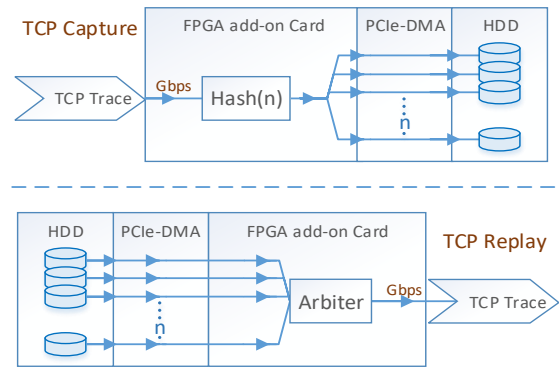 TCP Capture
FPGA add-on Card
PCIe-DMA
HDD
TCP Trace
Gbps
Hash(n)
n
HDD
PCIe-DMA
FPGA add-on Card
TCP Replay
n
Arbiter
Gbps
TCP Trace